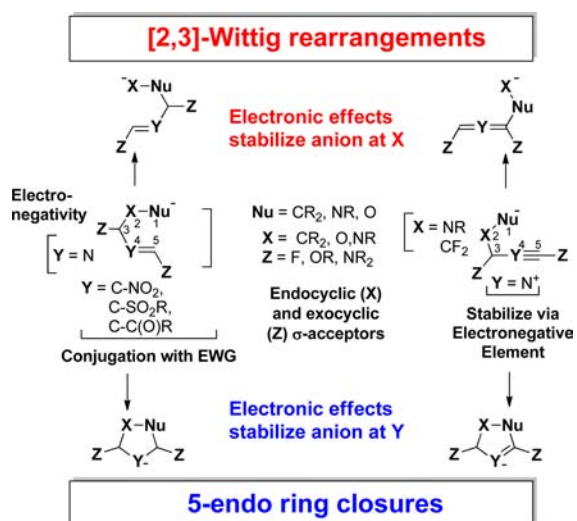 [2,3]-Wittig rearrangements
⁻X–Nu
Z
Y
Z
Electronic effects
stabilize anion at X
X⁻
Nu
Y
Z
Z
Electro-
negativity
Y = N
X–Nu⁻
3 2 1
Z
Y 4 5
Z
Y = C-NO₂,
C-SO₂R,
C-C(O)R
Conjugation with EWG
Nu = CR₂, NR, O
X = CR₂, O,NR
Z = F, OR, NR₂
Endocyclic (X)
and exocyclic
(Z) σ-acceptors
X = NR
CF₂
Nu⁻
X 2 1
3 4 5
Z Y Z
Y = N⁺
Stabilize via
Electronegative
Element
Electronic effects
stabilize anion at Y
X–Nu
Z Y⁻ Z
X–Nu
Z Y⁻ Z
5-endo ring closures